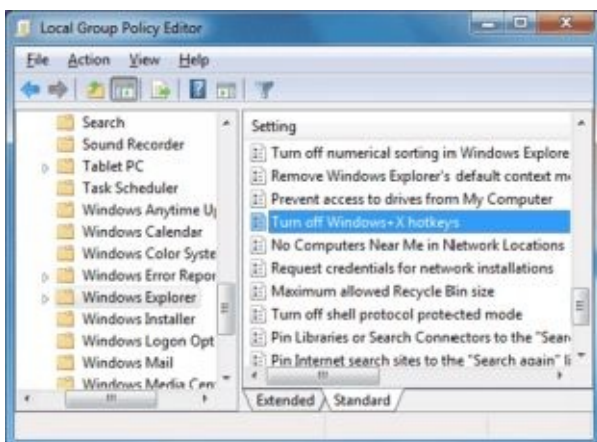 Local Group Policy Editor
File Action View Help
Search
Sound Recorder
Tablet PC
Task Scheduler
Windows Anytime U
Windows Calendar
Windows Color Syste
Windows Error Repor
Windows Explorer
Windows Installer
Windows Logon Opt
Windows Mail
Windows Media Cen
Setting
Turn off numerical sorting in Windows Explore
Remove Windows Explorer's default context m
Prevent access to drives from My Computer
Turn off Windows+X hotkeys
No Computers Near Me in Network Locations
Request credentials for network installations
Maximum allowed Recycle Bin size
Turn off shell protocol protected mode
Pin Libraries or Search Connectors to the "Sear
Pin Internet search sites to the "Search again" li
Extended Standard